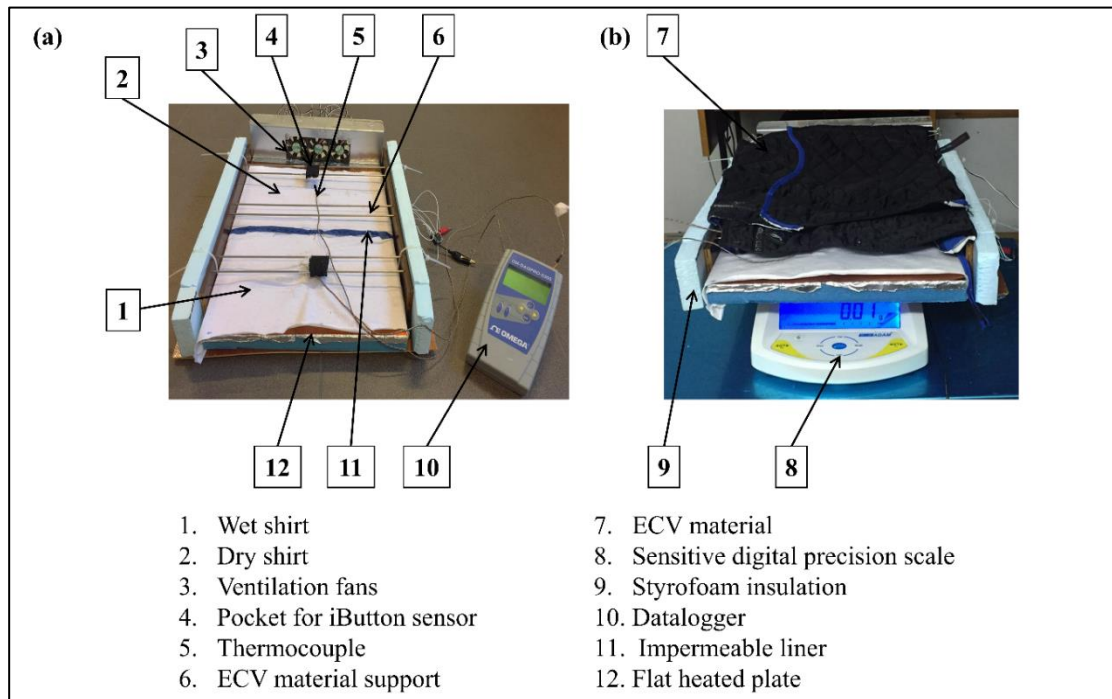 (a)
3
4
5
6
2
1
12
11
10
OMEGA
(b)
7
9
8
ADAM
1. Wet shirt
2. Dry shirt
3. Ventilation fans
4. Pocket for iButton sensor
5. Thermocouple
6. ECV material support
7. ECV material
8. Sensitive digital precision scale
9. Styrofoam insulation
10. Datalogger
11. Impermeable liner
12. Flat heated plate